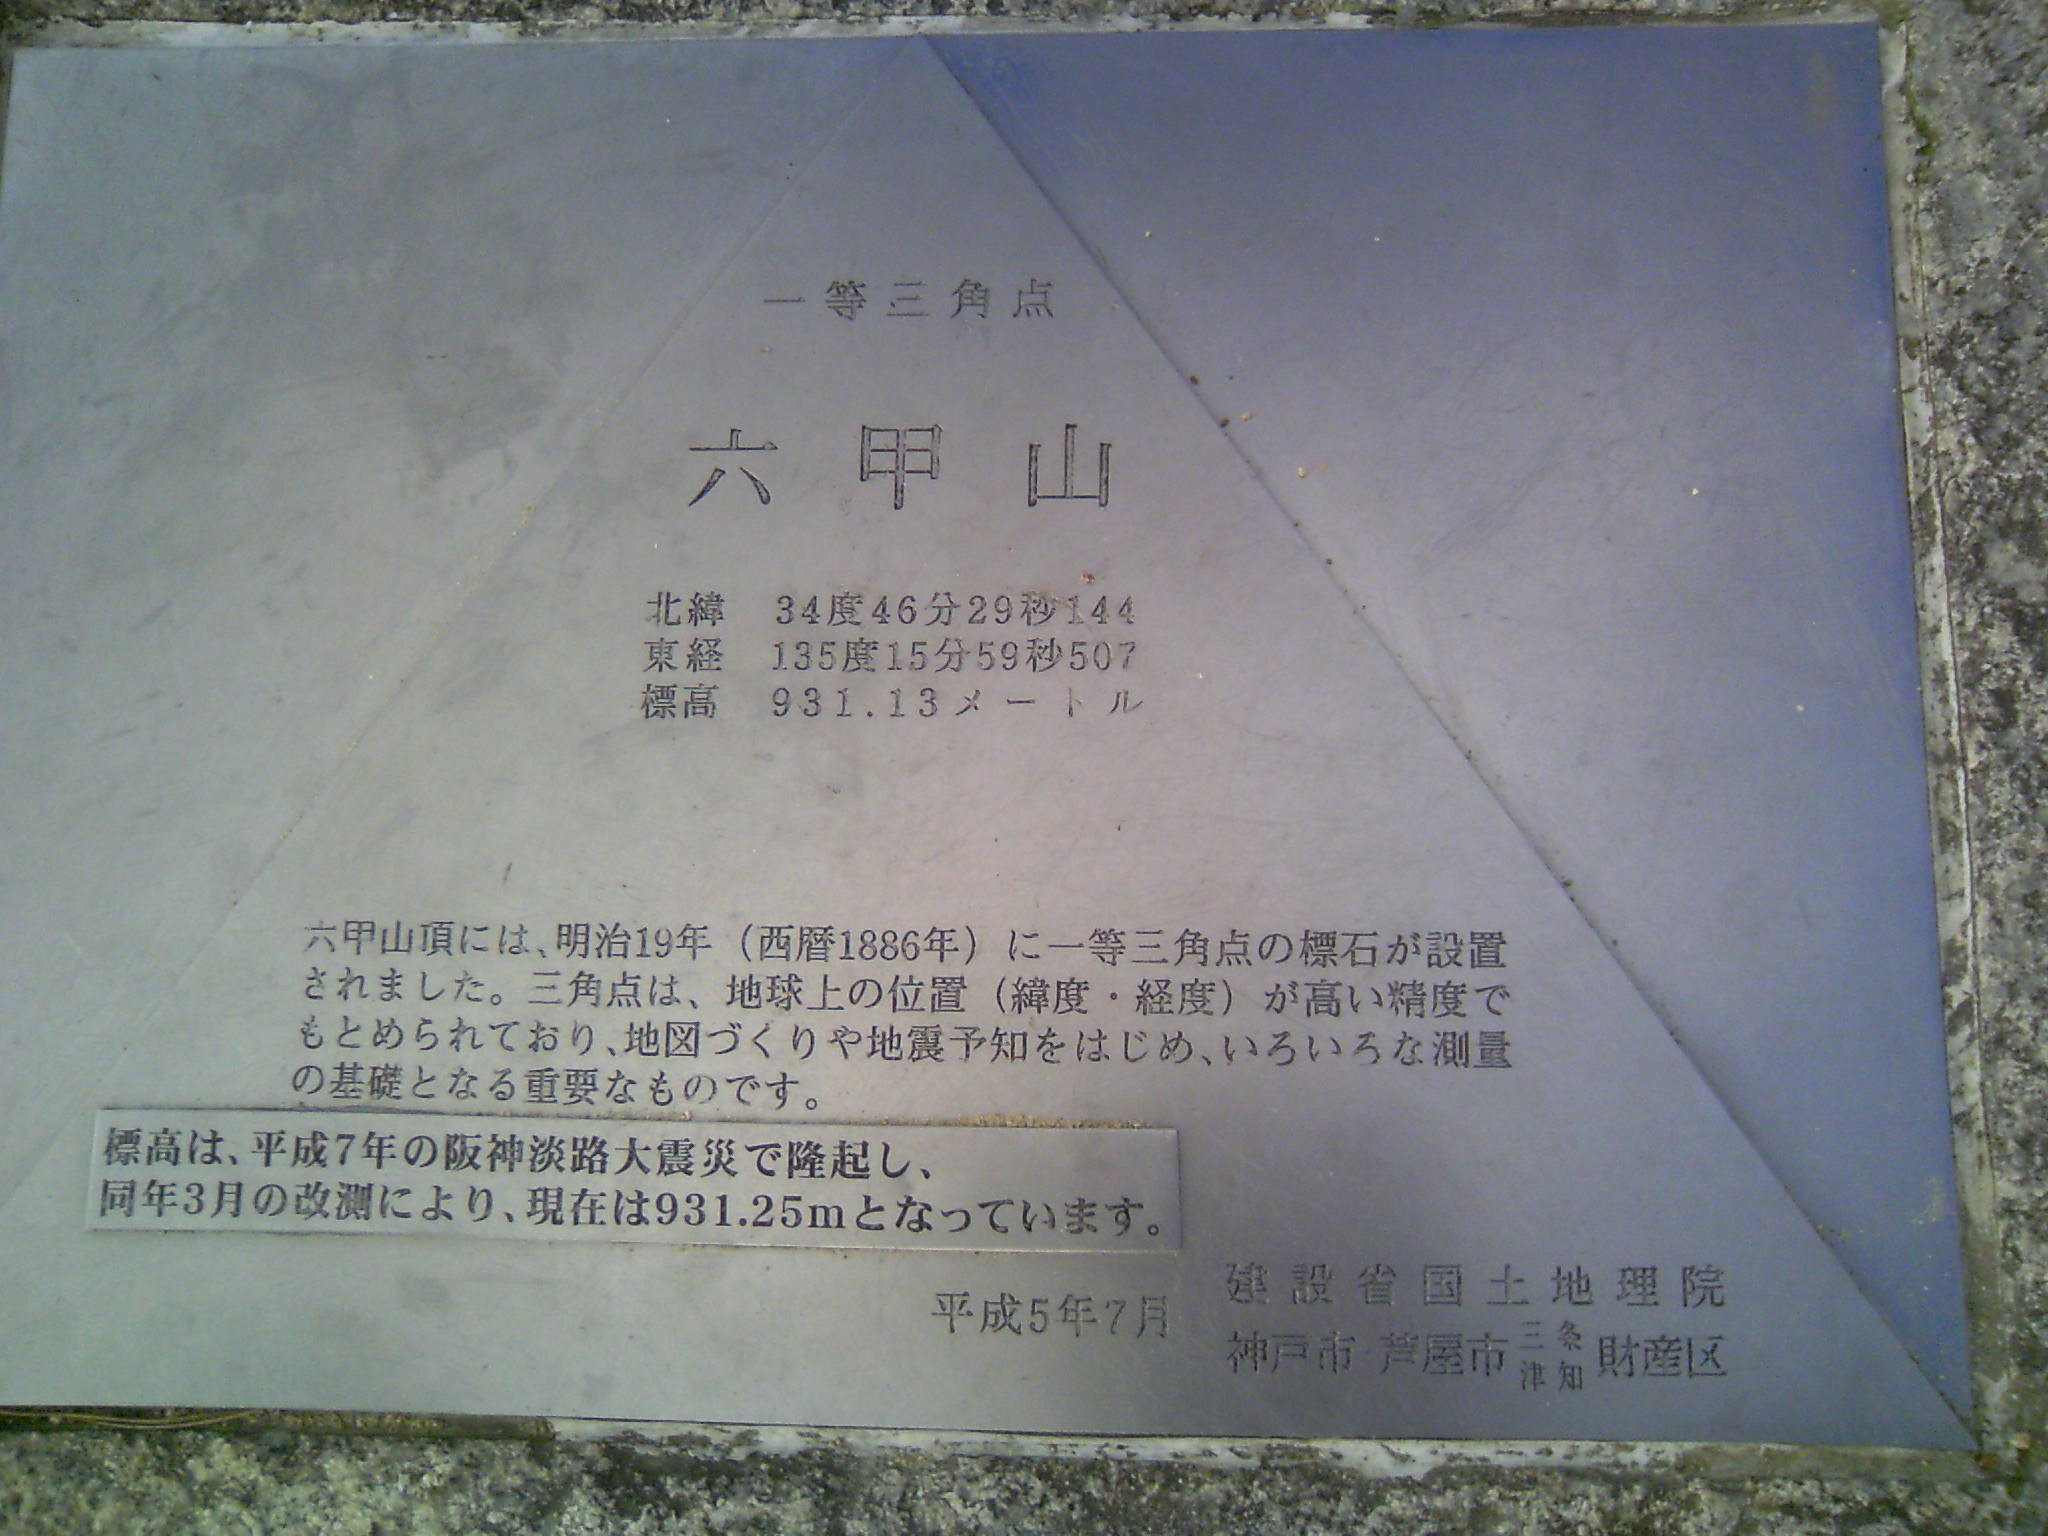 一等三角点
六甲山
北緯 34度46分29秒144
東経 135度15分59秒507
標高 931.13メートル
六甲山頂には、明治19年（西暦1886年）に一等三角点の標石が設置
されました。三角点は、地球上の位置（緯度・経度）が高い精度で
もとめられており、地図づくりや地震予知をはじめ、いろいろな測量
の基礎となる重要なものです。
標高は、平成7年の阪神淡路大震災で隆起し、
同年3月の改測により、現在は931.25mとなっています。
平成5年7月
建設省国土地理院
神戸市 芦屋市 三条 津知 財産区